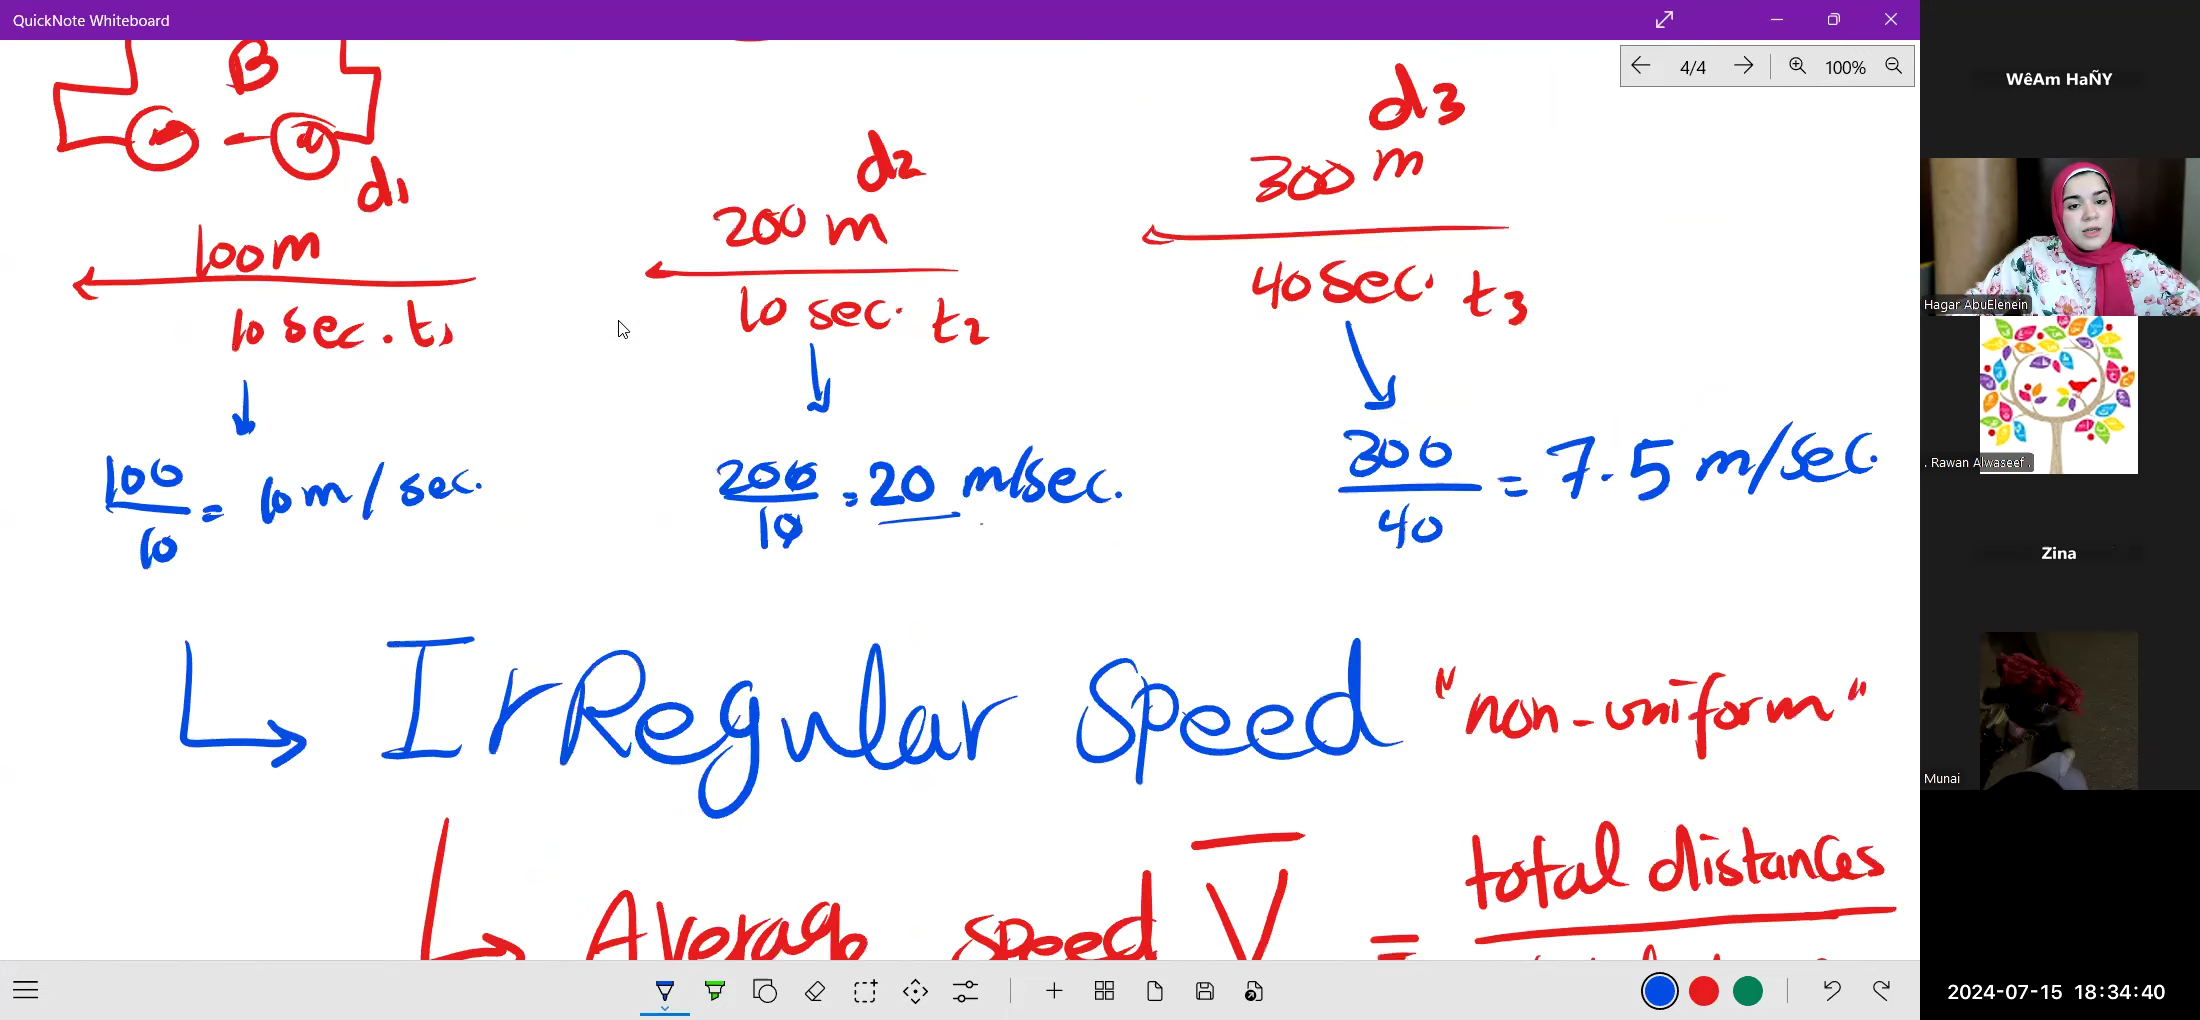 QuickNote Whiteboard
4/4 100%
B
d1
100m
10 sec. t1
d2
200 m
10 sec. t2
d3
300 m
40 sec. t3
100/10 = 10 m/sec.
200/10 = 20 m/sec.
300/40 = 7.5 m/sec.
IrRegular Speed "non-uniform"
Average speed V̅ = total distances
WêAm HaÑY
Hagar AbuElenein
. Rawan Alwaseef .
Zina
Munai
2024-07-15 18:34:40